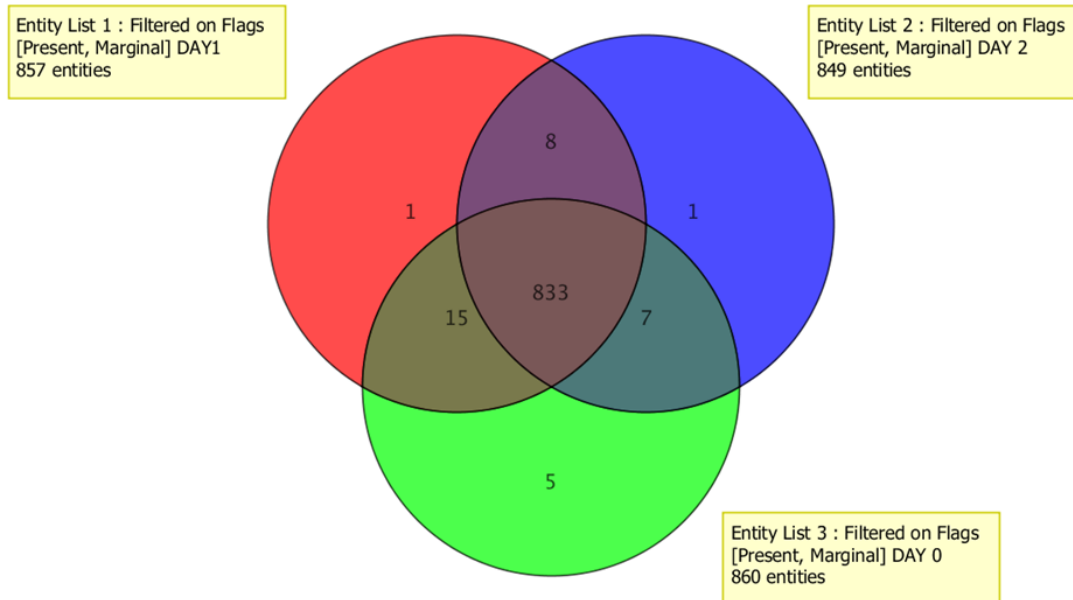 Entity List 1 : Filtered on Flags
[Present, Marginal] DAY1
857 entities
Entity List 2 : Filtered on Flags
[Present, Marginal] DAY 2
849 entities
8
1
1
833
15
7
5
Entity List 3 : Filtered on Flags
[Present, Marginal] DAY 0
860 entities